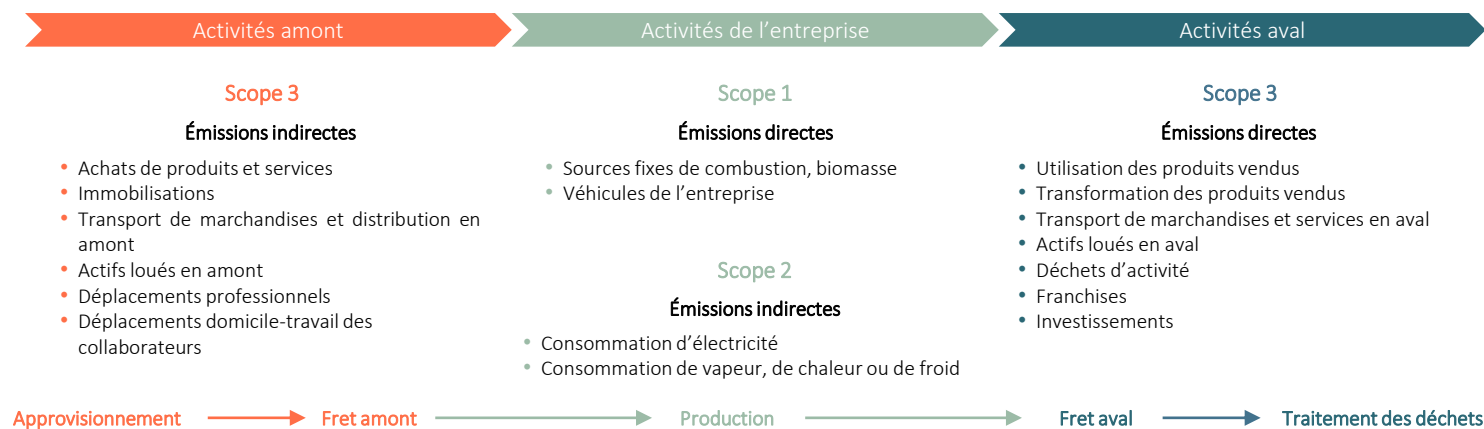 Activités amont
Activités de l'entreprise
Activités aval
Scope 3
Émissions indirectes
• Achats de produits et services
• Immobilisations
• Transport de marchandises et distribution en
amont
• Actifs loués en amont
• Déplacements professionnels
• Déplacements domicile-travail des
collaborateurs
Scope 1
Émissions directes
• Sources fixes de combustion, biomasse
• Véhicules de l'entreprise
Scope 2
Émissions indirectes
• Consommation d'électricité
• Consommation de vapeur, de chaleur ou de froid
Scope 3
Émissions directes
• Utilisation des produits vendus
• Transformation des produits vendus
• Transport de marchandises et services en aval
• Actifs loués en aval
• Déchets d'activité
• Franchises
• Investissements
Approvisionnement
Fret amont
Production
Fret aval
Traitement des déchets